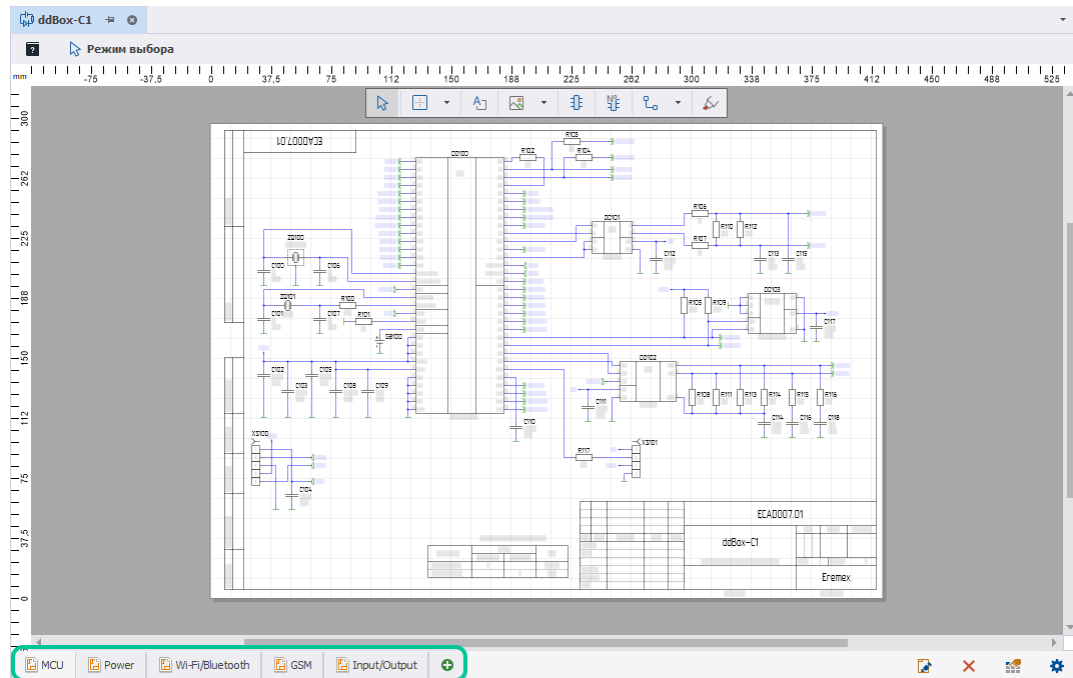 ddBox-C1
Режим выбора
mm -75 -37,5 0 37,5 75 112 150 188 225 262 300 338 375 412 450 488 525
300
262
225
188
150
112
75
37,5
0
ECA0007.01
DD100
R102
R103
R104
DD101
R106
R107
R110
R112
C112
C113
C115
ZQ100
C100
C106
ZQ101
R100
C101
C107
R101
GB100
DD103
R105
R109
C117
C102
C105
C103
C108
C109
DD102
R108
R111
R113
R114
R115
R116
C111
C110
C114
C116
C118
XS100
C104
R117
XS101
ECA0007.01
ddBox-C1
Eremex
MCU
Power
Wi-Fi/Bluetooth
GSM
Input/Output